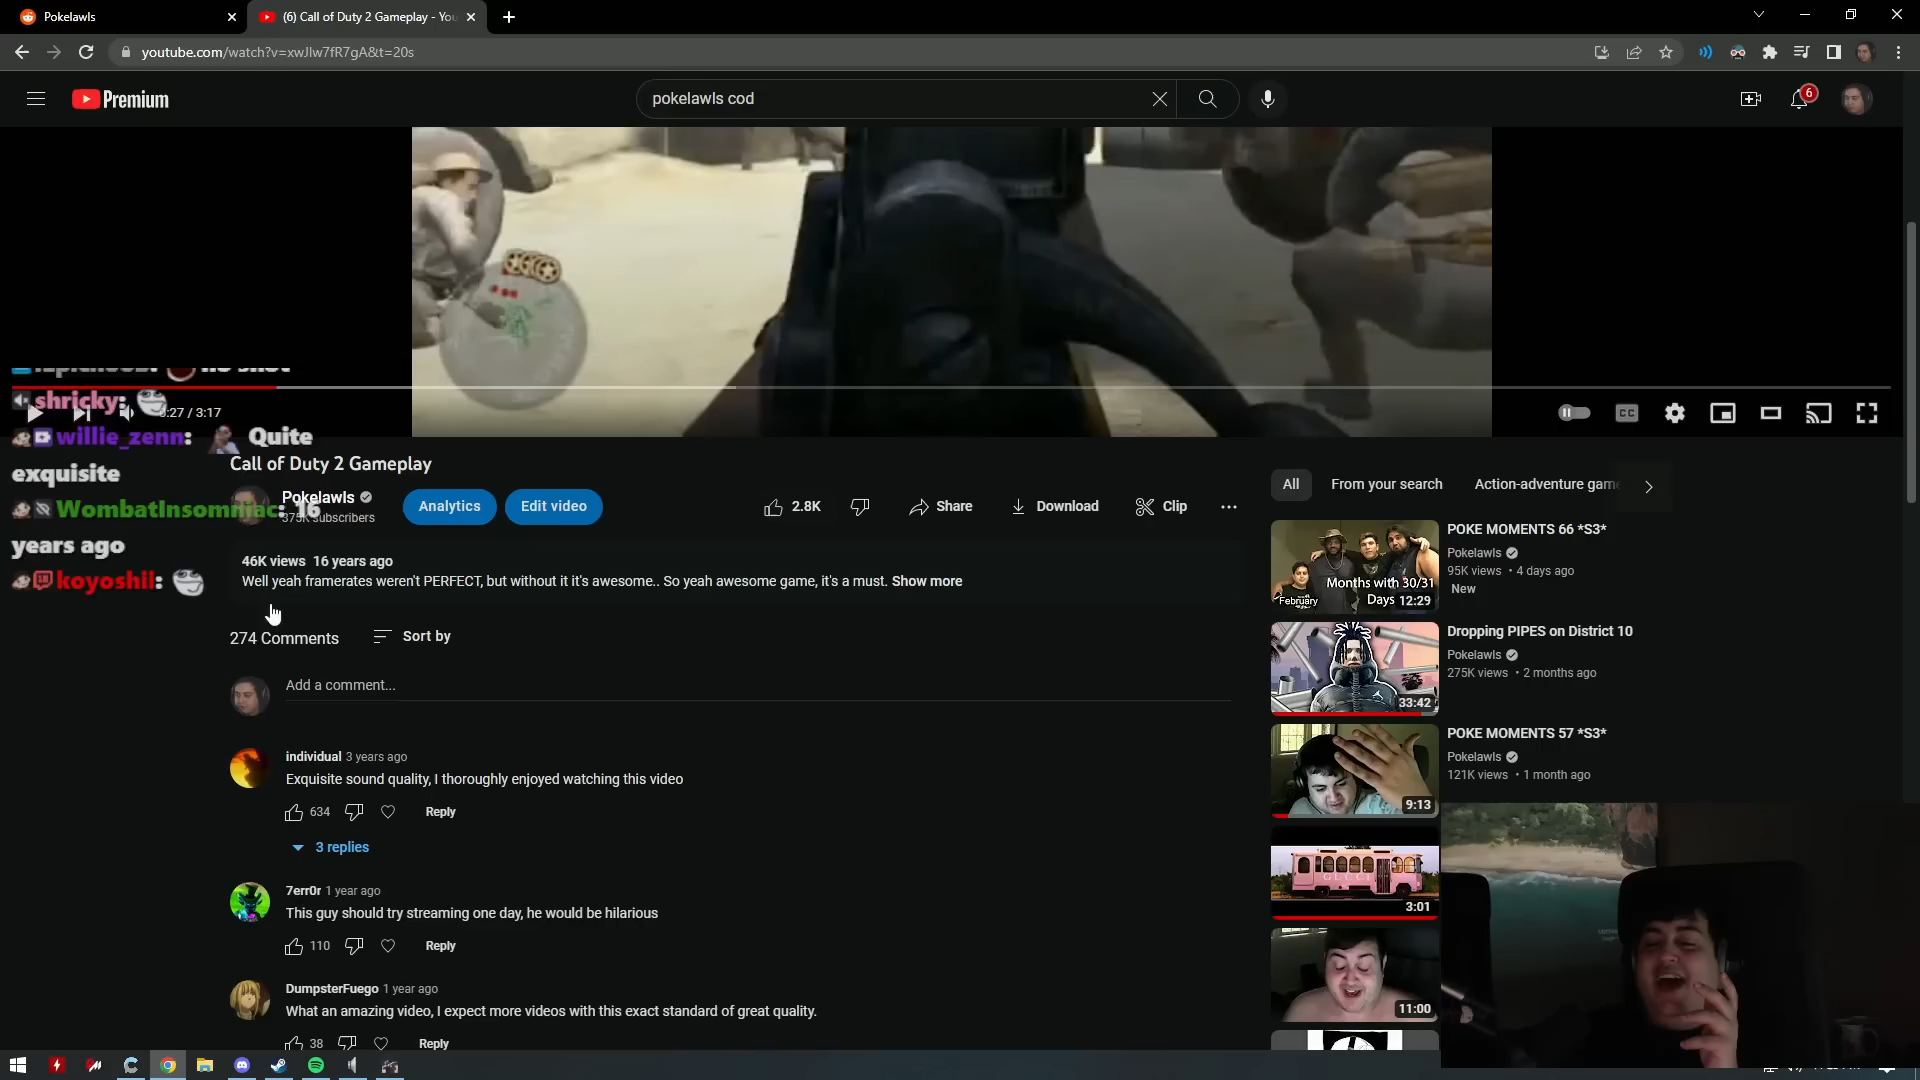 Pokelawls
(6) Call of Duty 2 Gameplay - You
youtube.com/watch?v=xwJlw7fR7gA&t=20s
Premium
pokelawls cod
6
shricky:
0:27 / 3:17
CC
willie_zenn: Quite
exquisite
WombatInsomniac: 16
years ago
koyoshii:
Call of Duty 2 Gameplay
Pokelawls
375K subscribers
Analytics
Edit video
2.8K
Share
Download
Clip
46K views 16 years ago
Well yeah framerates weren't PERFECT, but without it it's awesome.. So yeah awesome game, it's a must. Show more
274 Comments
Sort by
Add a comment...
individual 3 years ago
Exquisite sound quality, I thoroughly enjoyed watching this video
634
Reply
3 replies
7err0r 1 year ago
This guy should try streaming one day, he would be hilarious
110
Reply
DumpsterFuego 1 year ago
What an amazing video, I expect more videos with this exact standard of great quality.
38
Reply
All
From your search
Action-adventure game
February
Months with 30/31
Days
12:29
POKE MOMENTS 66 *S3*
Pokelawls
95K views • 4 days ago
New
33:42
Dropping PIPES on District 10
Pokelawls
275K views • 2 months ago
9:13
POKE MOMENTS 57 *S3*
Pokelawls
121K views • 1 month ago
GUCCI
3:01
11:00